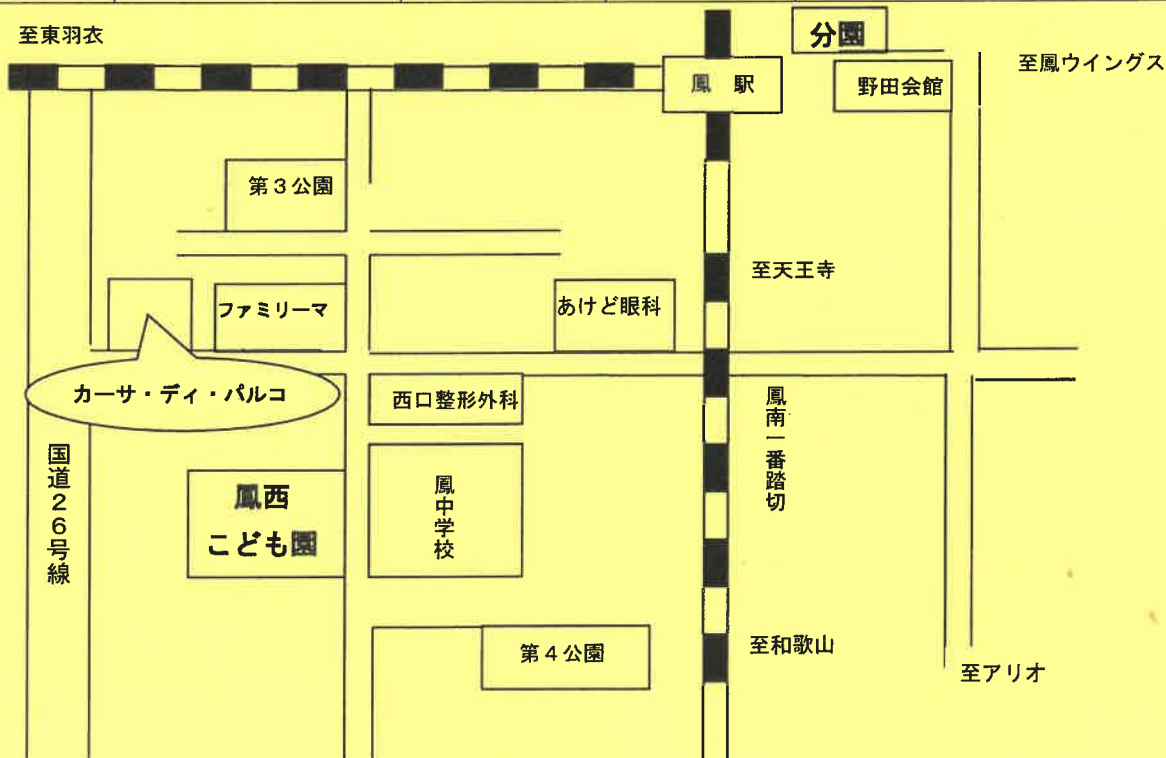 至東羽衣
分園
至鳳ウイングス
鳳 駅
野田会館
第３公園
至天王寺
ファミリーマ
あけど眼科
カーサ・ディ・パルコ
西口整形外科
鳳南一番踏切
国道２６号線
鳳西
こども園
鳳中学校
第４公園
至和歌山
至アリオ